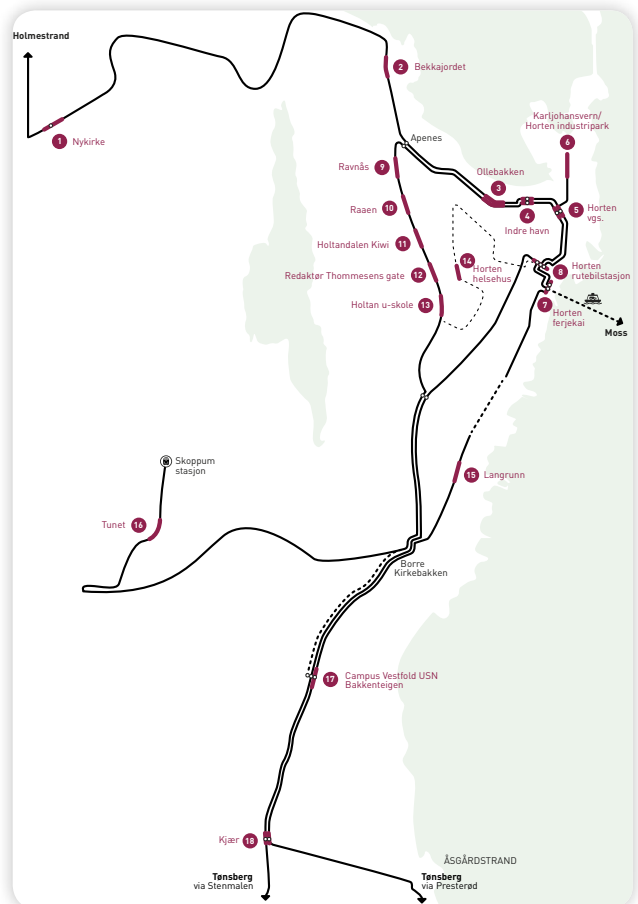 Holmestrand
1 Nykirke
2 Bekkajordet
Apenes
Karljohansvern/
Horten industripark
6
Ollebakken
3
9 Ravnås
10 Raaen
4
Indre havn
5 Horten
vgs.
11 Holtandalen Kiwi
14
Horten
helsehus
12 Redaktør Thommesens gate
8 Horten
rutebilstasjon
13 Holtan u-skole
7
Horten
ferjekai
Moss
Skoppum
stasjon
15 Langrunn
Tunet 16
Borre
Kirkebakken
17 Campus Vestfold USN
Bakkenteigen
Kjær 18
ÅSGÅRDSTRAND
Tønsberg
via Stenmalen
Tønsberg
via Presterød